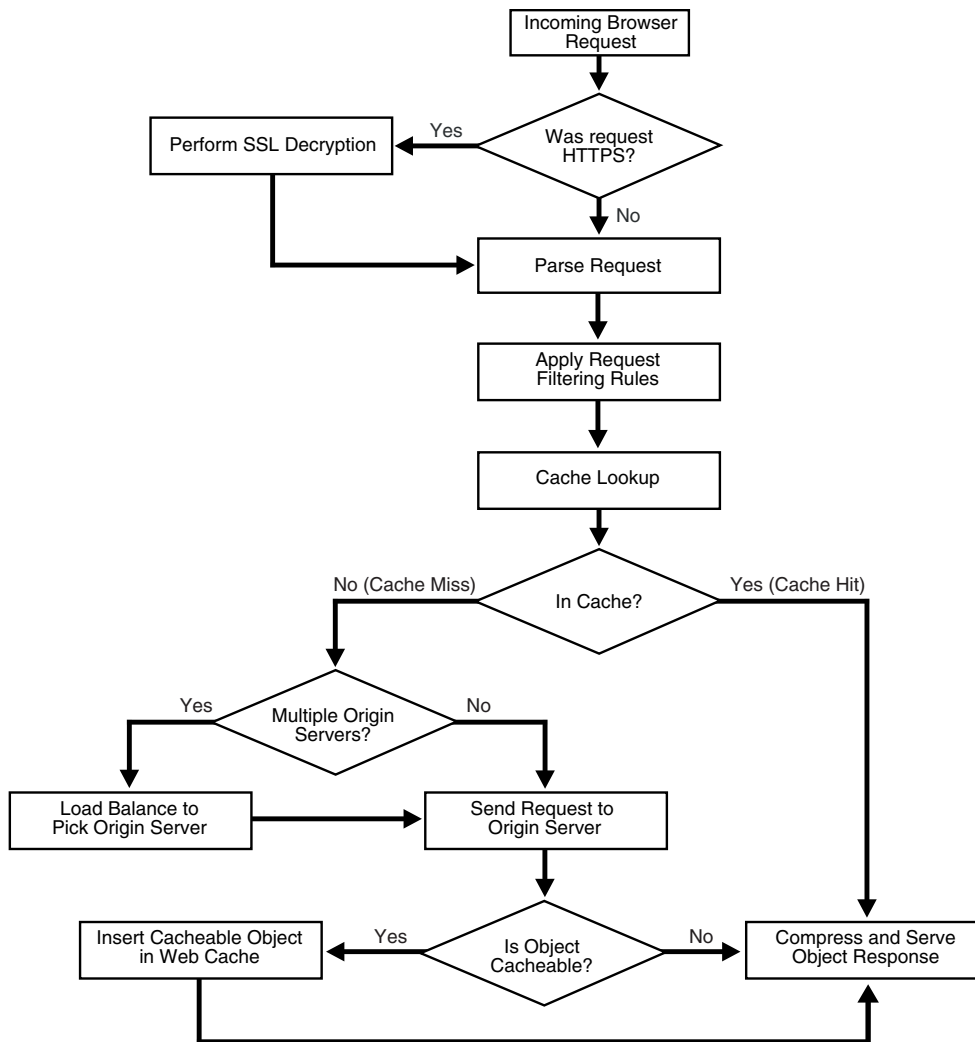 Incoming Browser
Request
Yes
Perform SSL Decryption
Was request
HTTPS?
No
Parse Request
Apply Request
Filtering Rules
Cache Lookup
No (Cache Miss)
In Cache?
Yes (Cache Hit)
Yes
Multiple Origin
Servers?
No
Load Balance to
Pick Origin Server
Send Request to
Origin Server
Insert Cacheable Object
in Web Cache
Yes
Is Object
Cacheable?
No
Compress and Serve
Object Response